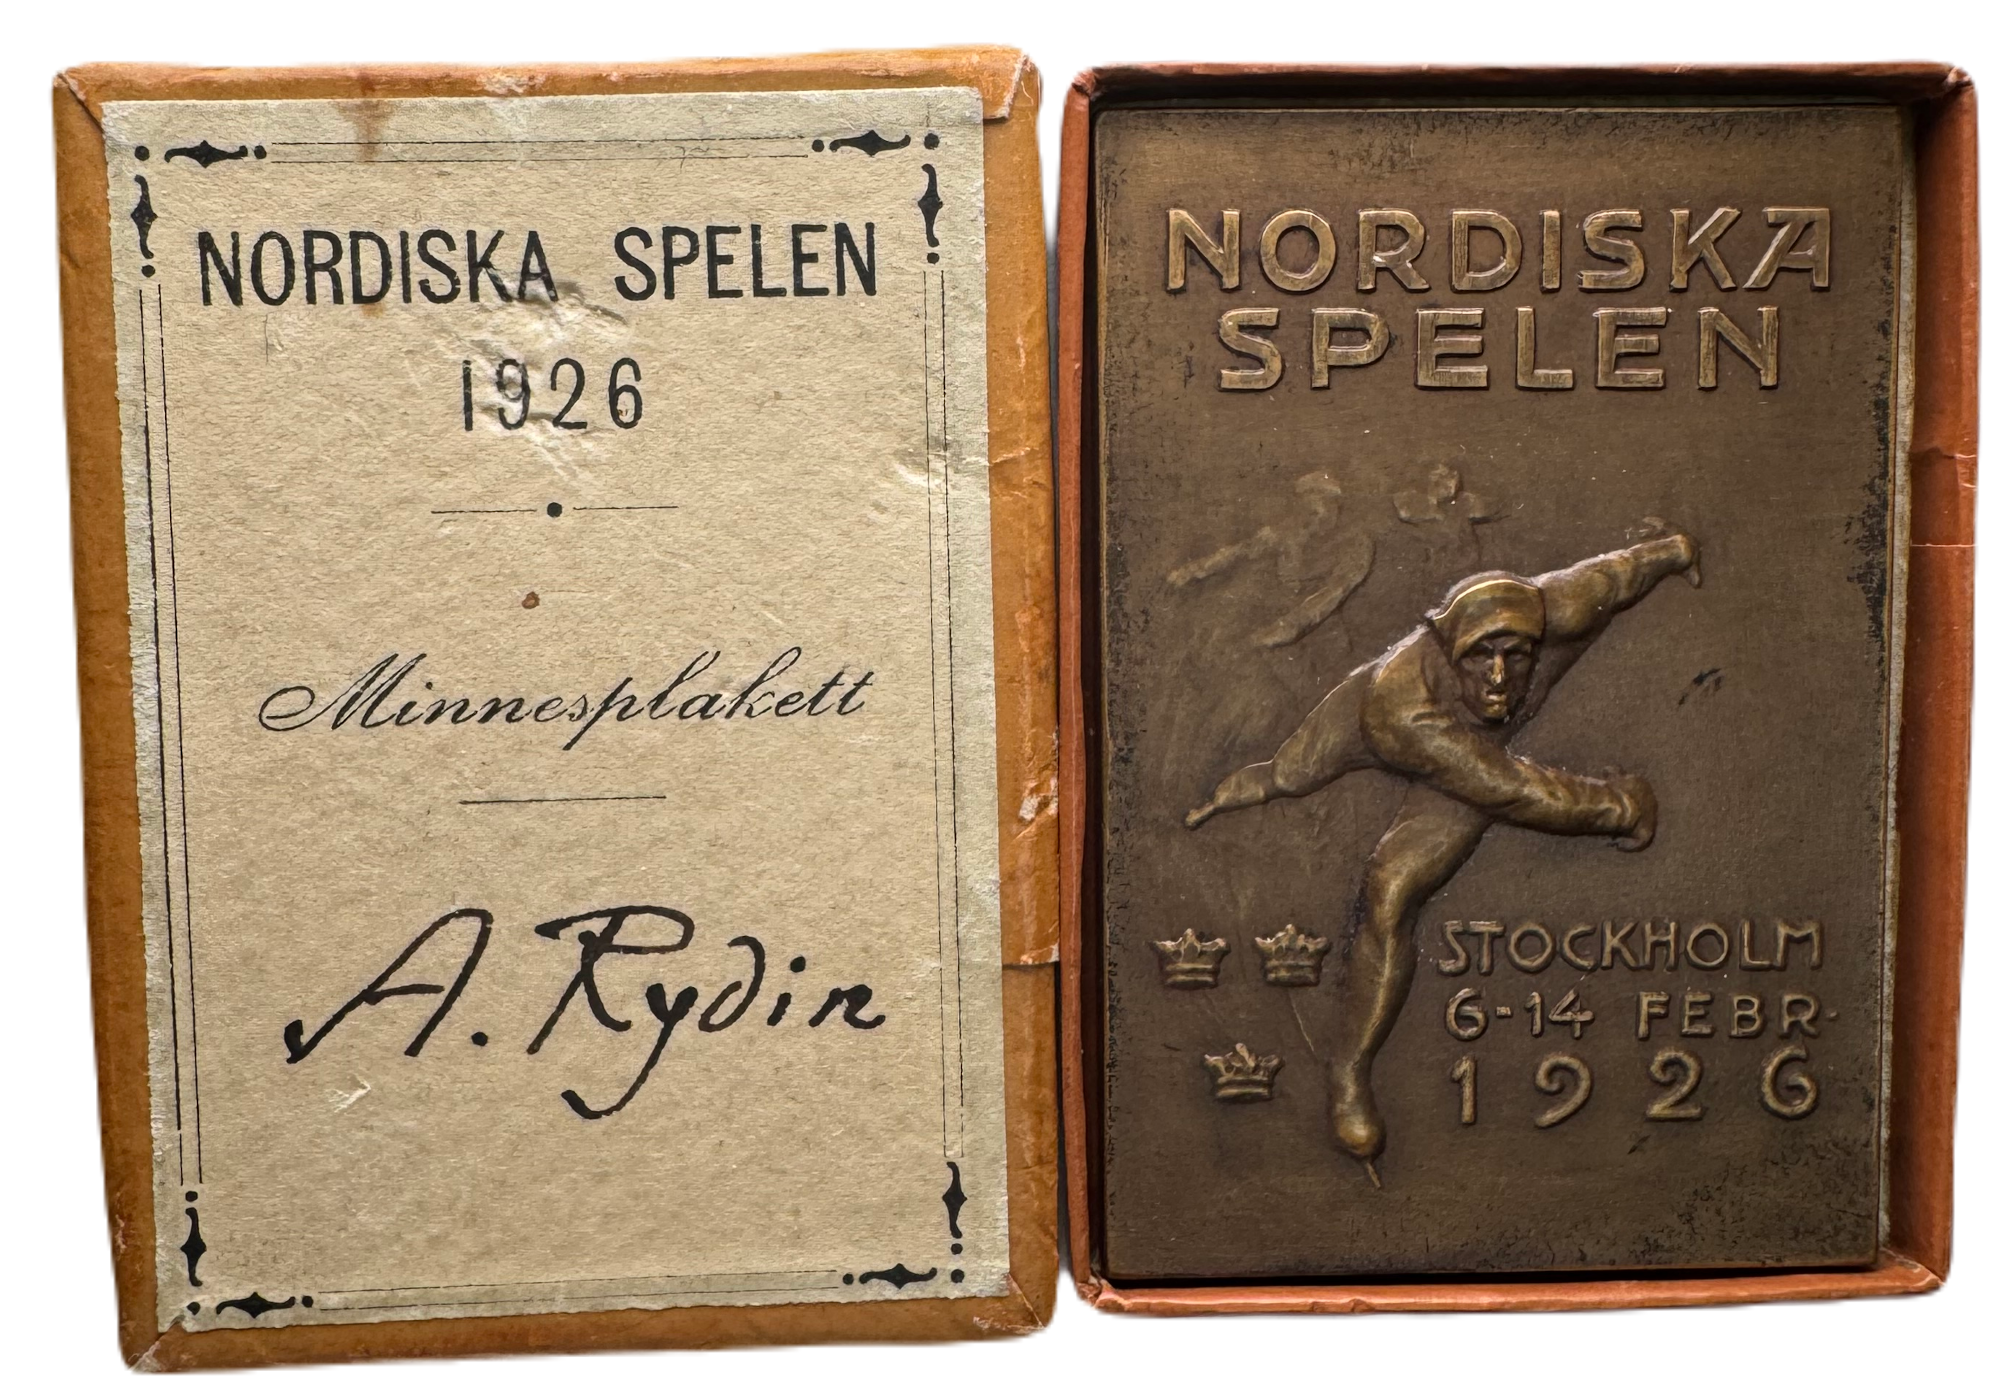 NORDISKA SPELEN
1926
Minnesplakett
A. Rydin
NORDISKA
SPELEN
STOCKHOLM
6-14 FEBR.
1926